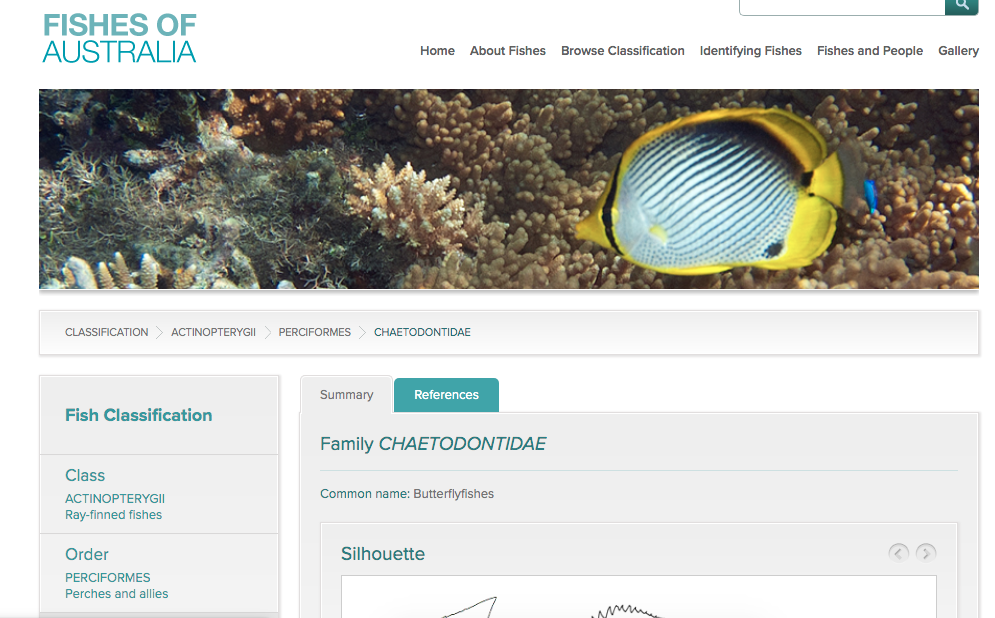 FISHES OF
AUSTRALIA
Home About Fishes Browse Classification Identifying Fishes Fishes and People Gallery
CLASSIFICATION ACTINOPTERYGII PERCIFORMES CHAETODONTIDAE
Fish Classification
Class
ACTINOPTERYGII
Ray-finned fishes
Order
PERCIFORMES
Perches and allies
Summary References
Family CHAETODONTIDAE
Common name: Butterflyfishes
Silhouette